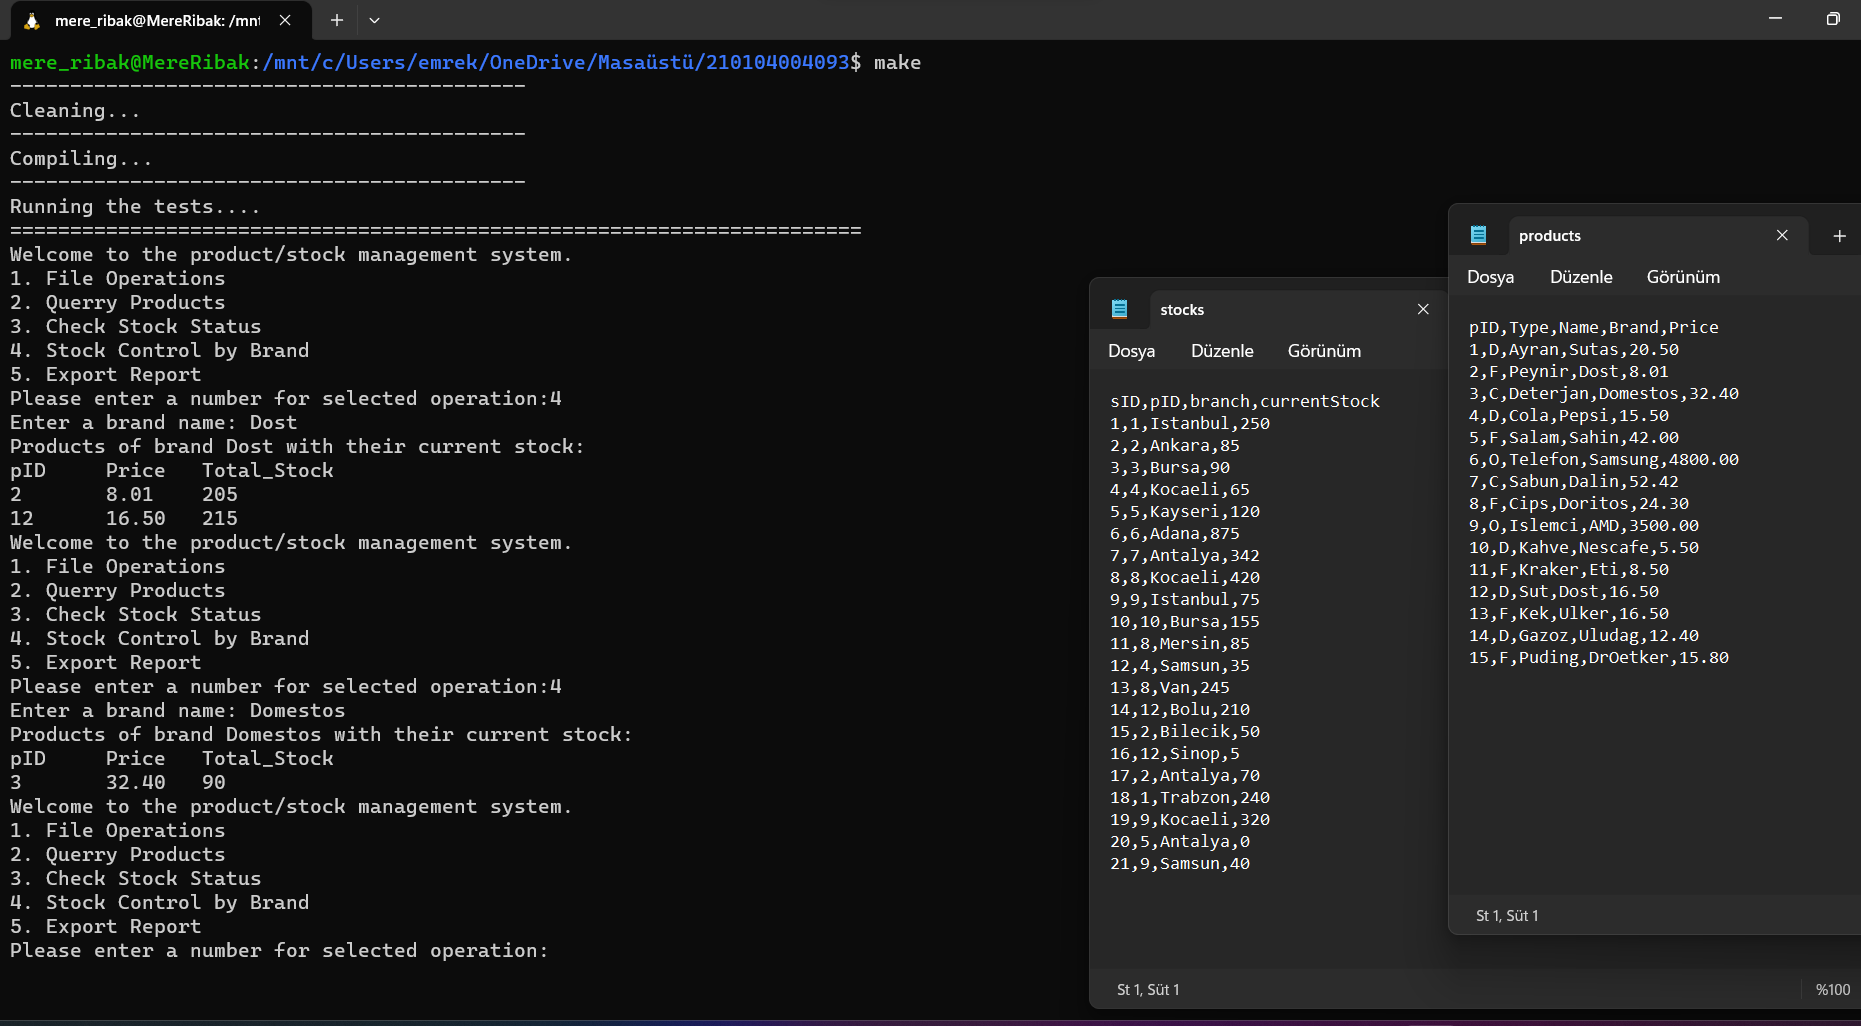 mere_ribak@MereRibak: /mnt
mere_ribak@MereRibak:/mnt/c/Users/emrek/OneDrive/Masaüstü/210104004093$ make
-------------------------------------------
Cleaning...
-------------------------------------------
Compiling...
-------------------------------------------
Running the tests....
=======================================================================
Welcome to the product/stock management system.
1. File Operations
2. Querry Products
3. Check Stock Status
4. Stock Control by Brand
5. Export Report
Please enter a number for selected operation:4
Enter a brand name: Dost
Products of brand Dost with their current stock:
pID     Price   Total_Stock
2       8.01    205
12      16.50   215
Welcome to the product/stock management system.
1. File Operations
2. Querry Products
3. Check Stock Status
4. Stock Control by Brand
5. Export Report
Please enter a number for selected operation:4
Enter a brand name: Domestos
Products of brand Domestos with their current stock:
pID     Price   Total_Stock
3       32.40   90
Welcome to the product/stock management system.
1. File Operations
2. Querry Products
3. Check Stock Status
4. Stock Control by Brand
5. Export Report
Please enter a number for selected operation:
stocks
Dosya Düzenle Görünüm
sID,pID,branch,currentStock
1,1,Istanbul,250
2,2,Ankara,85
3,3,Bursa,90
4,4,Kocaeli,65
5,5,Kayseri,120
6,6,Adana,875
7,7,Antalya,342
8,8,Kocaeli,420
9,9,Istanbul,75
10,10,Bursa,155
11,8,Mersin,85
12,4,Samsun,35
13,8,Van,245
14,12,Bolu,210
15,2,Bilecik,50
16,12,Sinop,5
17,2,Antalya,70
18,1,Trabzon,240
19,9,Kocaeli,320
20,5,Antalya,0
21,9,Samsun,40
St 1, Süt 1
%100
products
Dosya Düzenle Görünüm
pID,Type,Name,Brand,Price
1,D,Ayran,Sutas,20.50
2,F,Peynir,Dost,8.01
3,C,Deterjan,Domestos,32.40
4,D,Cola,Pepsi,15.50
5,F,Salam,Sahin,42.00
6,O,Telefon,Samsung,4800.00
7,C,Sabun,Dalin,52.42
8,F,Cips,Doritos,24.30
9,O,Islemci,AMD,3500.00
10,D,Kahve,Nescafe,5.50
11,F,Kraker,Eti,8.50
12,D,Sut,Dost,16.50
13,F,Kek,Ulker,16.50
14,D,Gazoz,Uludag,12.40
15,F,Puding,DrOetker,15.80
St 1, Süt 1